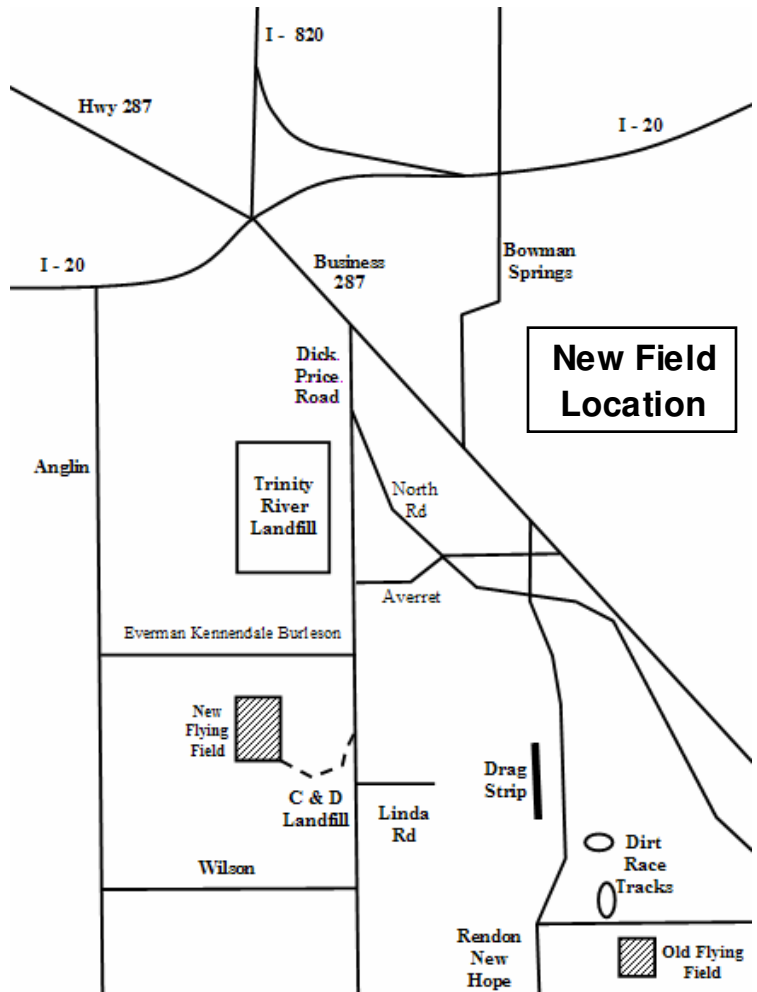 I - 820
Hwy 287
I - 20
I - 20
Business
287
Bowman
Springs
New Field
Location
Dick.
Price.
Road
Anglin
Trinity
River
Landfill
North
Rd
Averret
Everman Kennendale Burleson
New
Flying
Field
C & D
Landfill
Linda
Rd
Drag
Strip
Dirt
Race
Tracks
Wilson
Rendon
New
Hope
Old Flying
Field